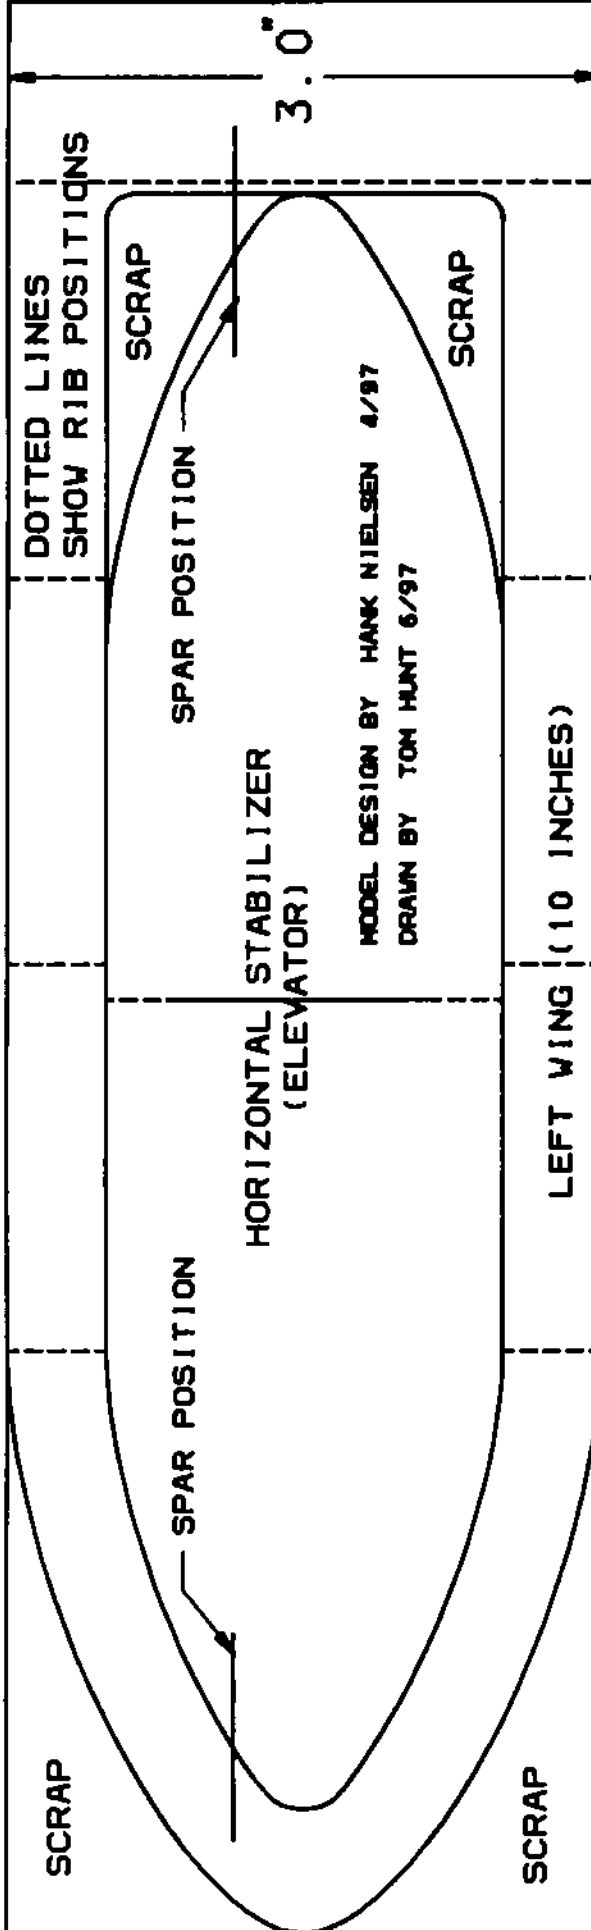 3.0"
DOTTED LINES
SHOW RIB POSITIONS
SCRAP
SCRAP
SPAR POSITION
MODEL DESIGN BY HANK NIELSEN 4/97
DRAWN BY TOM HUNT 6/97
HORIZONTAL STABILIZER
(ELEVATOR)
LEFT WING (10 INCHES)
SPAR POSITION
SCRAP
SCRAP